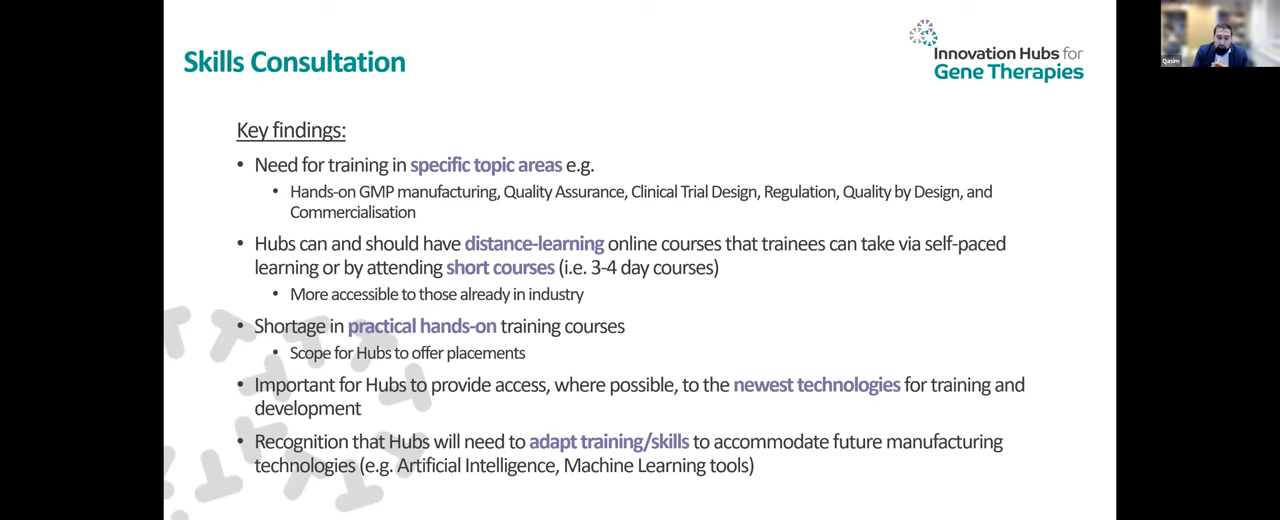 Skills Consultation
Innovation Hubs for
Gene Therapies
Qasim
Key findings:
• Need for training in specific topic areas e.g.
• Hands-on GMP manufacturing, Quality Assurance, Clinical Trial Design, Regulation, Quality by Design, and
Commercialisation
• Hubs can and should have distance-learning online courses that trainees can take via self-paced
learning or by attending short courses (i.e. 3-4 day courses)
• More accessible to those already in industry
• Shortage in practical hands-on training courses
• Scope for Hubs to offer placements
• Important for Hubs to provide access, where possible, to the newest technologies for training and
development
• Recognition that Hubs will need to adapt training/skills to accommodate future manufacturing
technologies (e.g. Artificial Intelligence, Machine Learning tools)